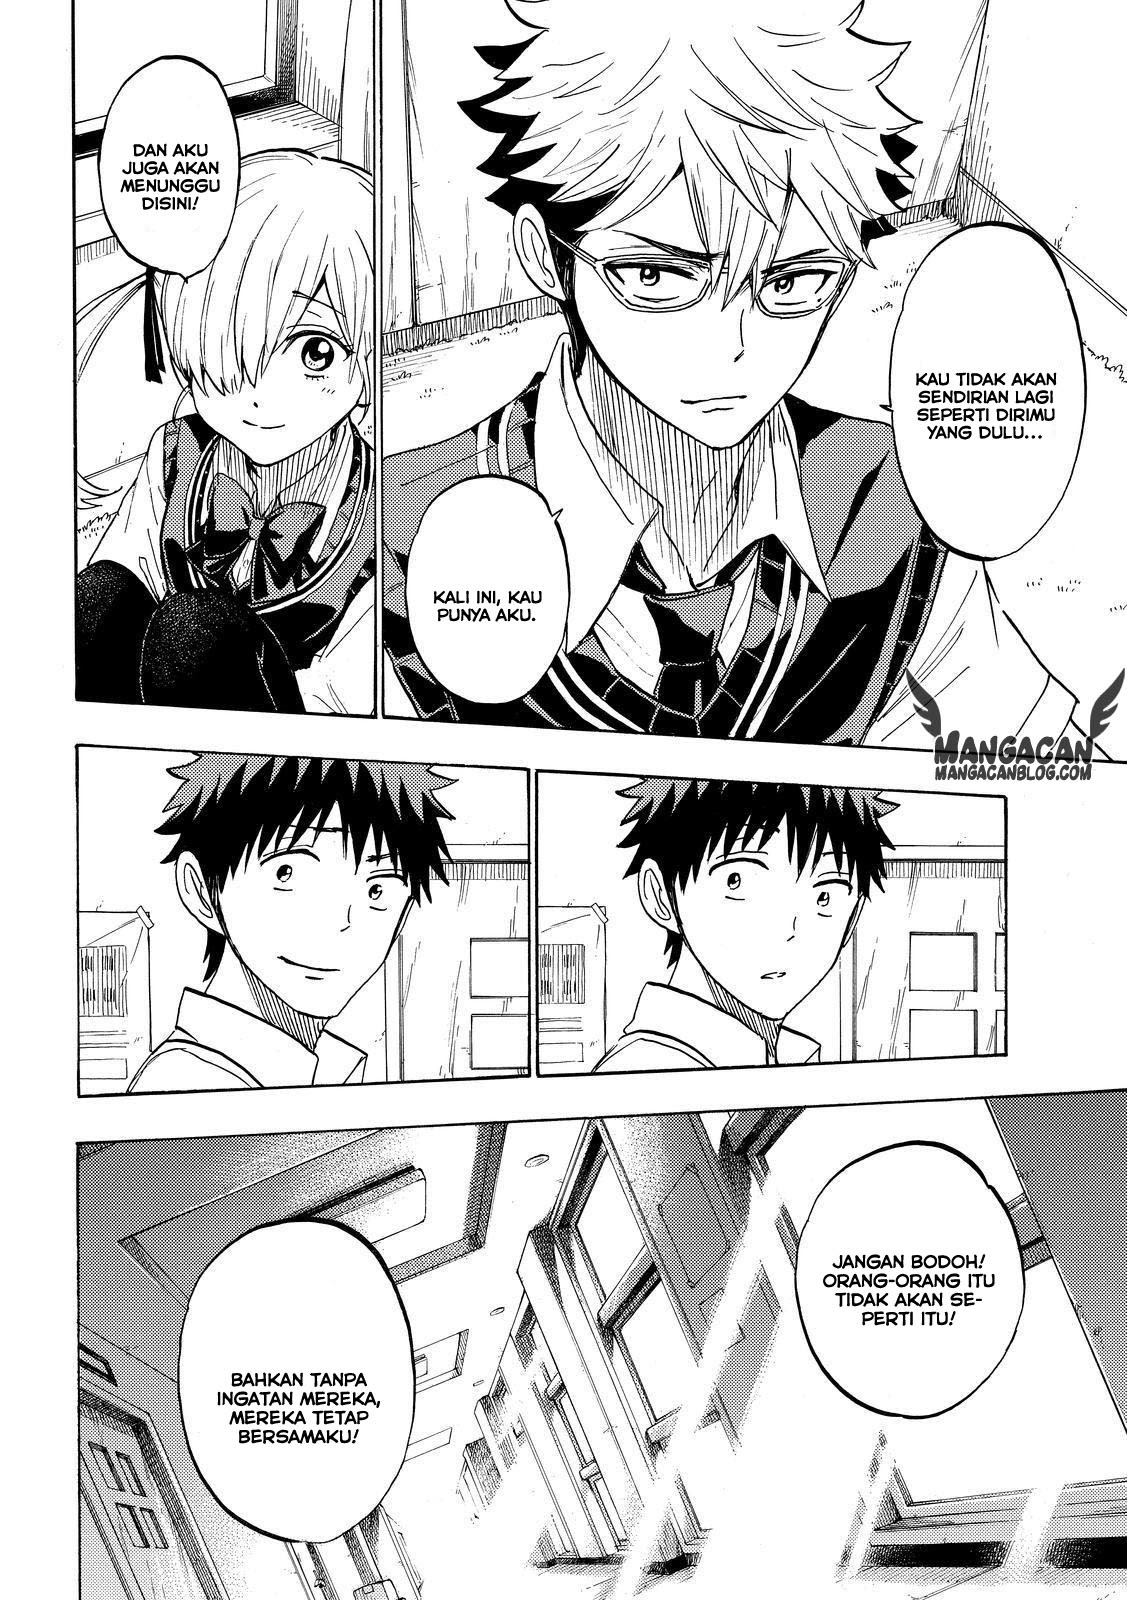 KAU TIDAK AKAN
SENDIRIAN LAGI
SEPERTI DIRIMU
YANG DULU...
KALI INI, KAU
PUNYA AKU.
DAN AKU
JUGA AKAN
MENUNGGU
DISINI!
MANGACAN
MANGACANBLOG.COM
JANGAN BODOH!
ORANG-ORANG ITU
TIDAK AKAN SE-
PERTI ITU!
BAHKAN TANPA
INGATAN MEREKA,
MEREKA TETAP
BERSAMAKU!